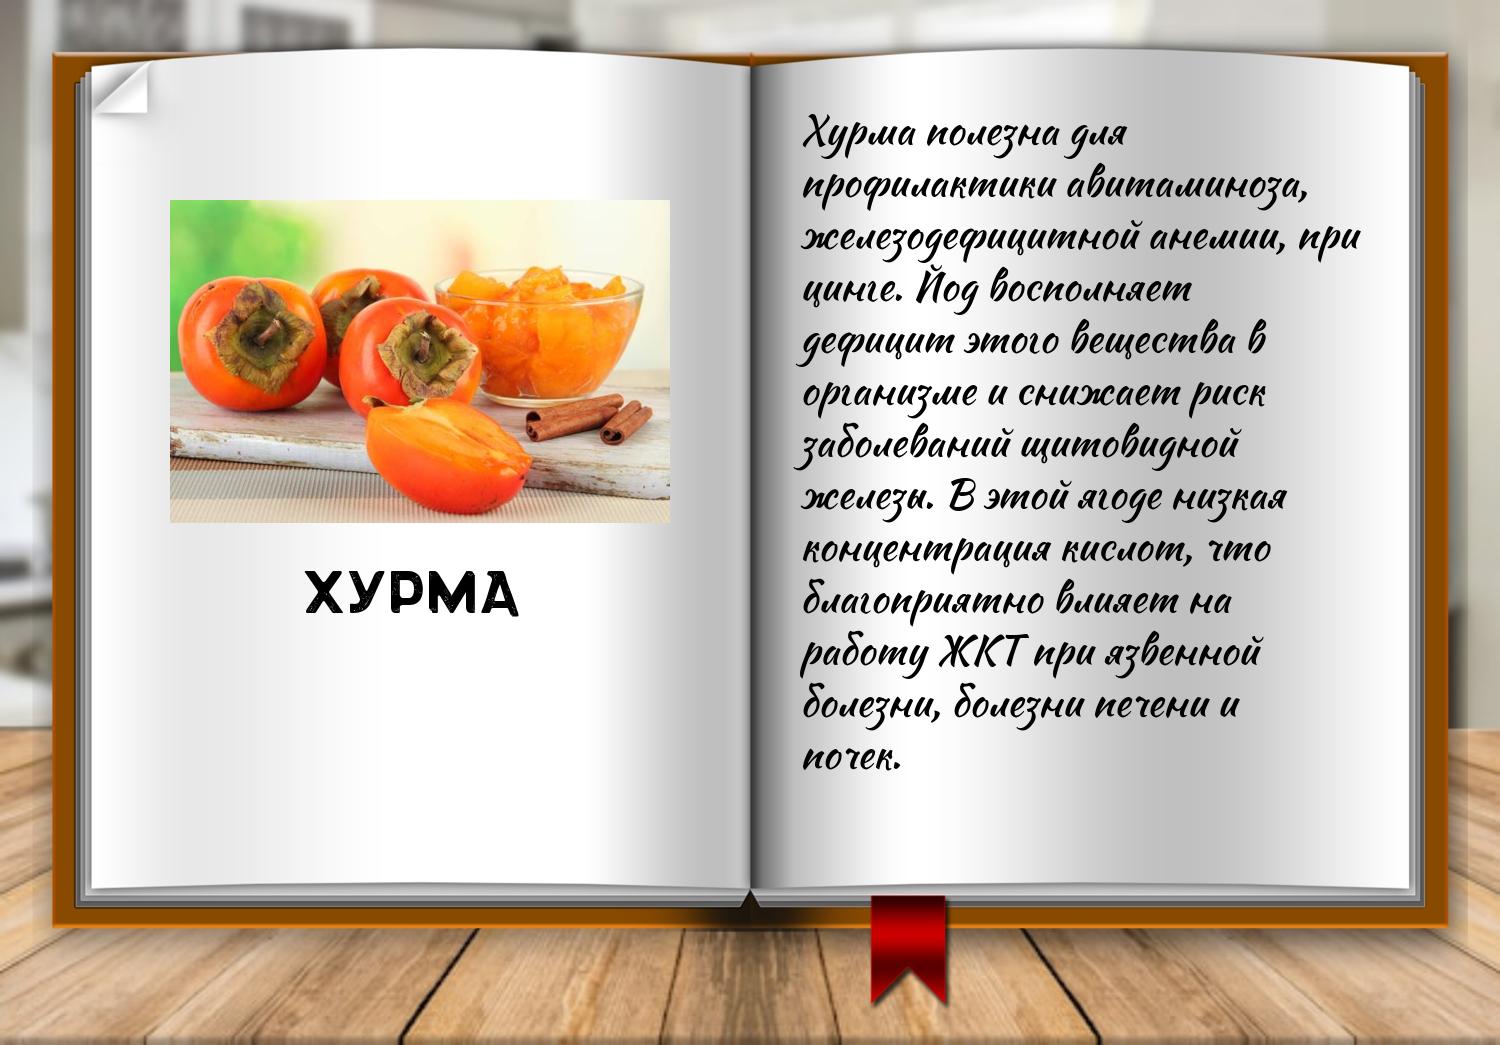 ХУРМА
Хурма полезна для
профилактики авитаминоза,
железодефицитной анемии, при
цинге. Йод восполняет
дефицит этого вещества в
организме и снижает риск
заболеваний щитовидной
железы. В этой ягоде низкая
концентрация кислот, что
благоприятно влияет на
работу ЖКТ при язвенной
болезни, болезни печени и
почек.